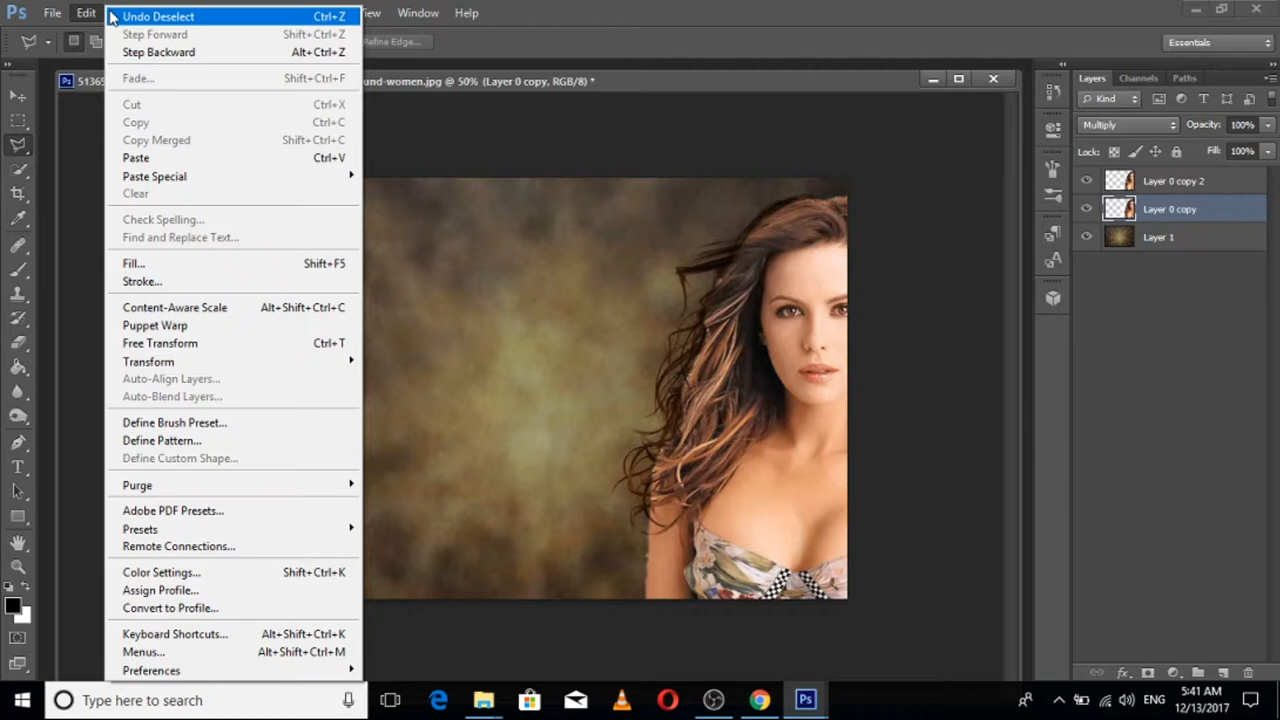 Ps File Edit View Window Help
Refine Edge...
Essentials
Ps 5136 und-women.jpg @ 50% (Layer 0 copy, RGB/8) *
Undo Deselect Ctrl+Z
Step Forward Shift+Ctrl+Z
Step Backward Alt+Ctrl+Z
Fade... Shift+Ctrl+F
Cut Ctrl+X
Copy Ctrl+C
Copy Merged Shift+Ctrl+C
Paste Ctrl+V
Paste Special
Clear
Check Spelling...
Find and Replace Text...
Fill... Shift+F5
Stroke...
Content-Aware Scale Alt+Shift+Ctrl+C
Puppet Warp
Free Transform Ctrl+T
Transform
Auto-Align Layers...
Auto-Blend Layers...
Define Brush Preset...
Define Pattern...
Define Custom Shape...
Purge
Adobe PDF Presets...
Presets
Remote Connections...
Color Settings... Shift+Ctrl+K
Assign Profile...
Convert to Profile...
Keyboard Shortcuts... Alt+Shift+Ctrl+K
Menus... Alt+Shift+Ctrl+M
Preferences
Layers Channels Paths
Kind
Multiply Opacity: 100%
Lock: Fill: 100%
Layer 0 copy 2
Layer 0 copy
Layer 1
Type here to search
Ps
ENG
5:41 AM
12/13/2017